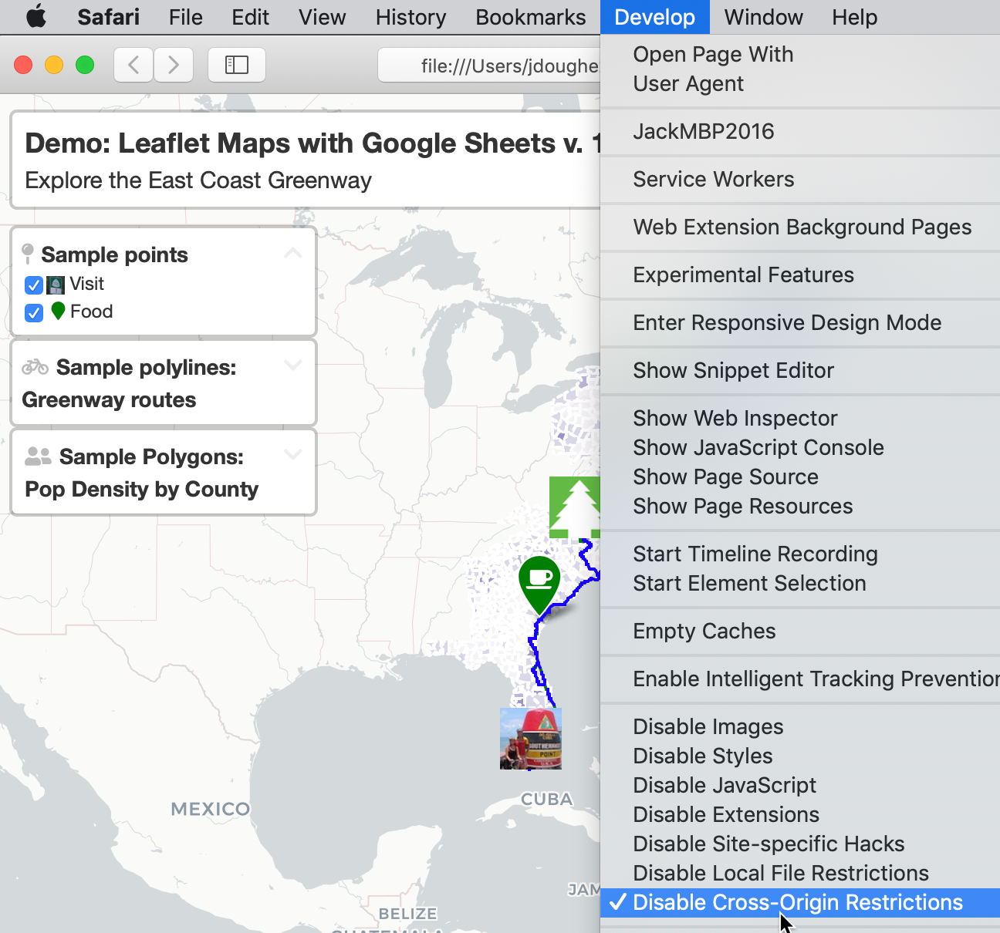 Safari File Edit View History Bookmarks Develop Window Help
file:///Users/jdoughe
Demo: Leaflet Maps with Google Sheets v. 1
Explore the East Coast Greenway
Sample points
Visit
Food
Sample polylines:
Greenway routes
Sample Polygons:
Pop Density by County
SOUTHERNMOST
POINT
MEXICO
CUBA
JAM
BELIZE
GUATEMALA
Open Page With
User Agent
JackMBP2016
Service Workers
Web Extension Background Pages
Experimental Features
Enter Responsive Design Mode
Show Snippet Editor
Show Web Inspector
Show JavaScript Console
Show Page Source
Show Page Resources
Start Timeline Recording
Start Element Selection
Empty Caches
Enable Intelligent Tracking Prevention
Disable Images
Disable Styles
Disable JavaScript
Disable Extensions
Disable Site-specific Hacks
Disable Local File Restrictions
Disable Cross-Origin Restrictions